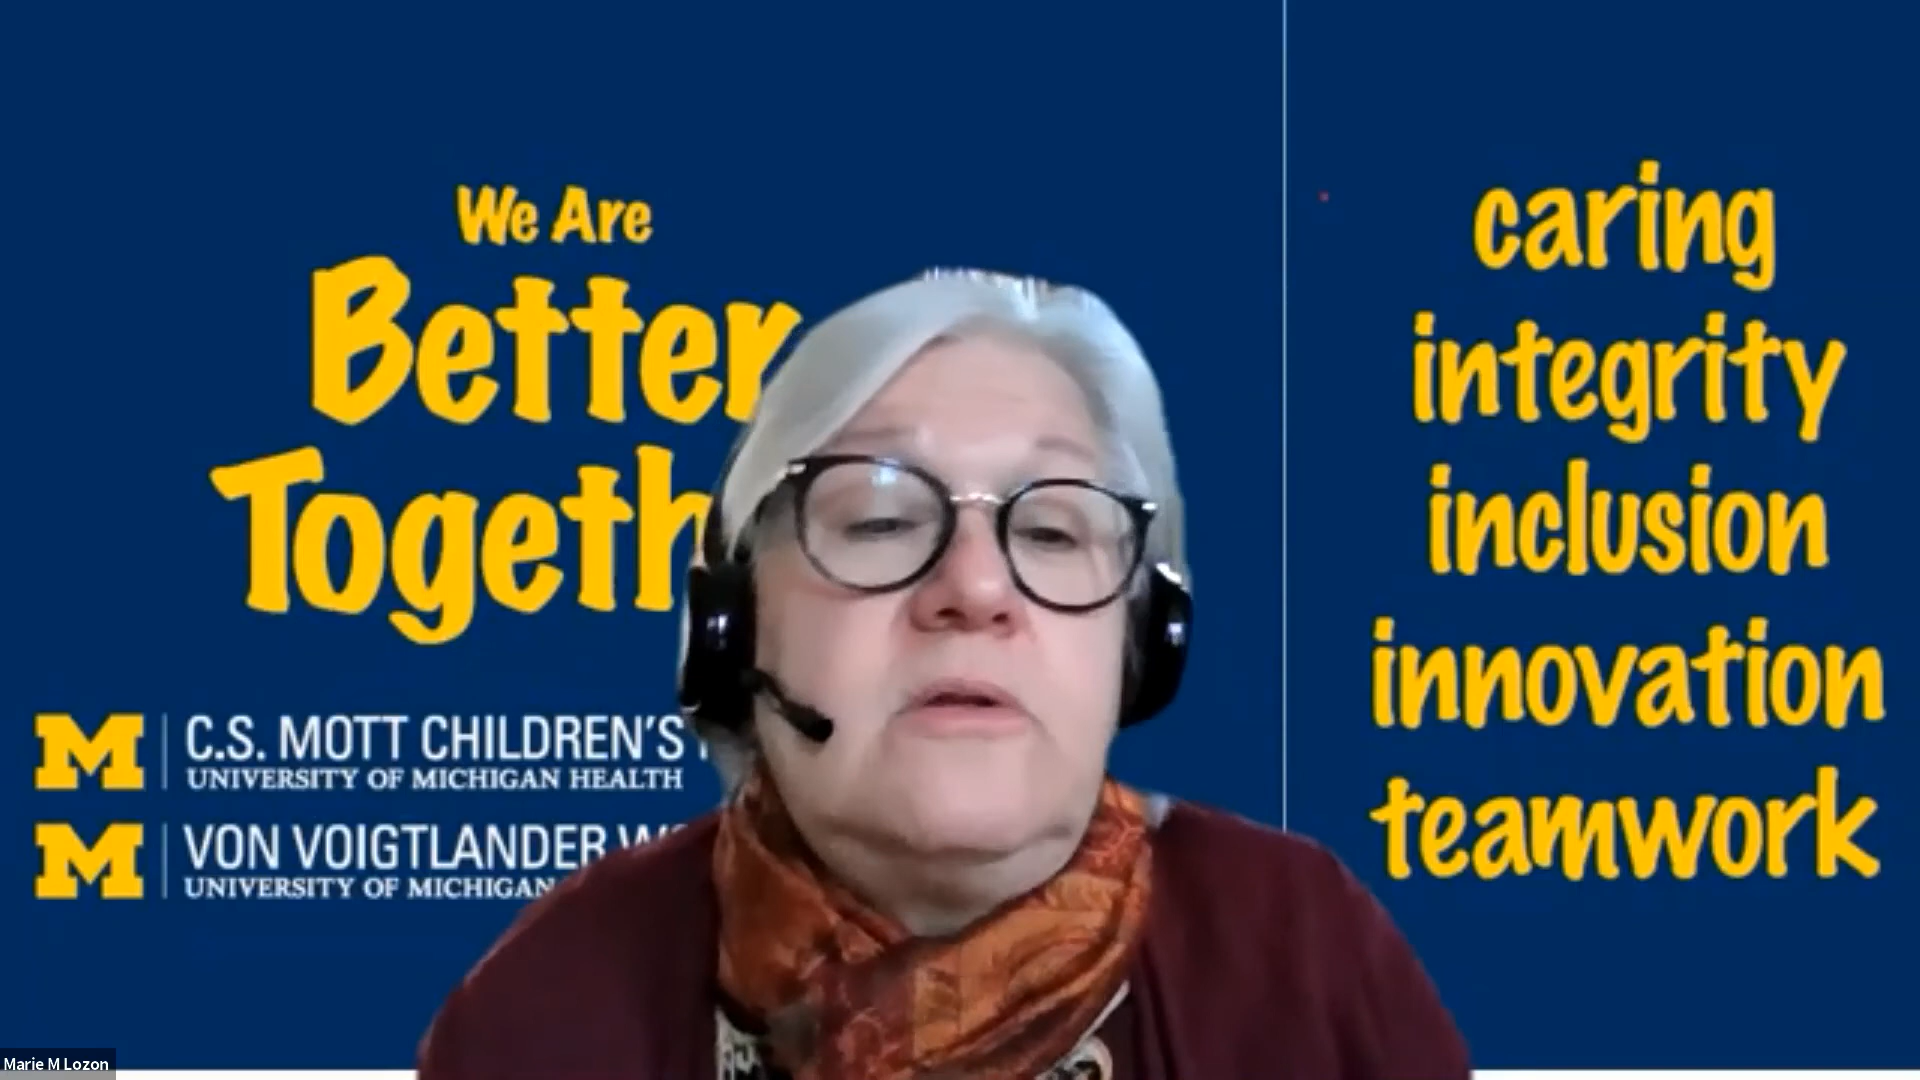 We Are
Better
Togeth
C.S. MOTT CHILDREN'S
UNIVERSITY OF MICHIGAN HEALTH
VON VOIGTLANDER
UNIVERSITY OF MICHIGAN
caring
integrity
inclusion
innovation
teamwork
Marie M Lozon